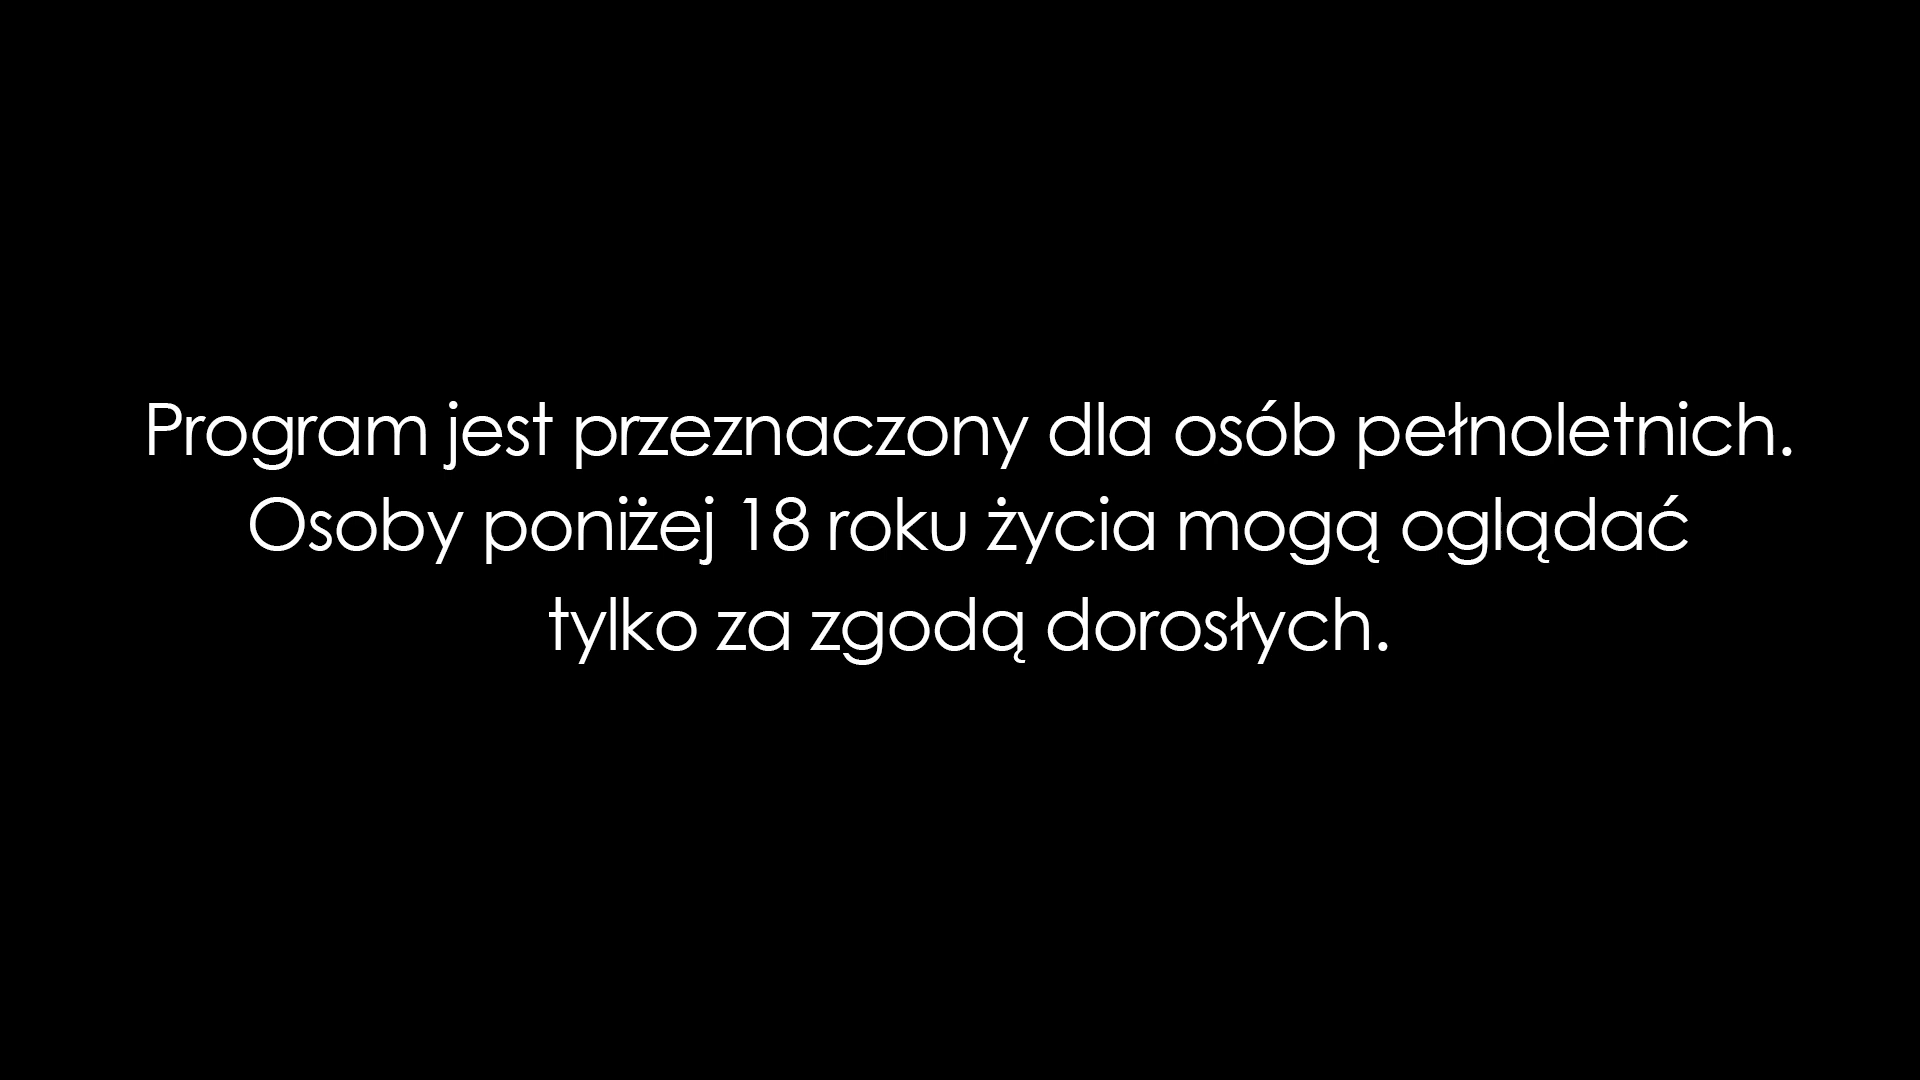 Program jest przeznaczony dla osób pełnoletnich.
Osoby poniżej 18 roku życia mogą oglądać
tylko za zgodą dorosłych.